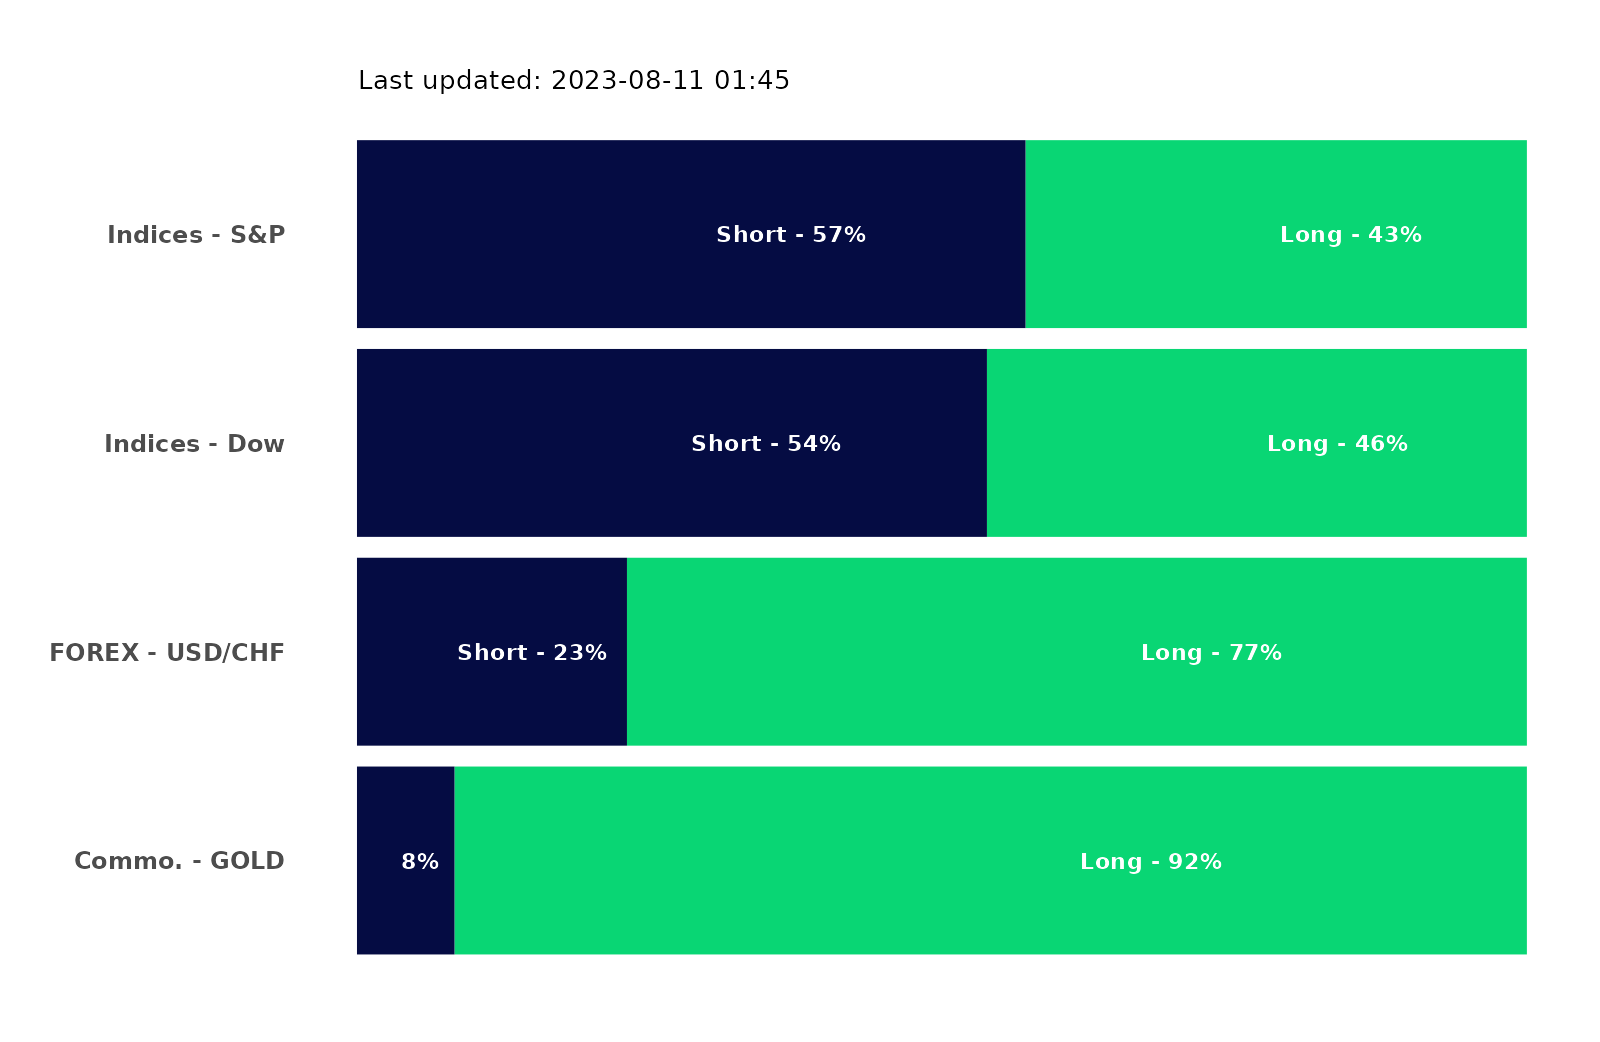 Last updated: 2023-08-11 01:45
Indices - S&P Short - 57% Long - 43%
Indices - Dow Short - 54% Long - 46%
FOREX - USD/CHF Short - 23% Long - 77%
Commo. - GOLD 8% Long - 92%